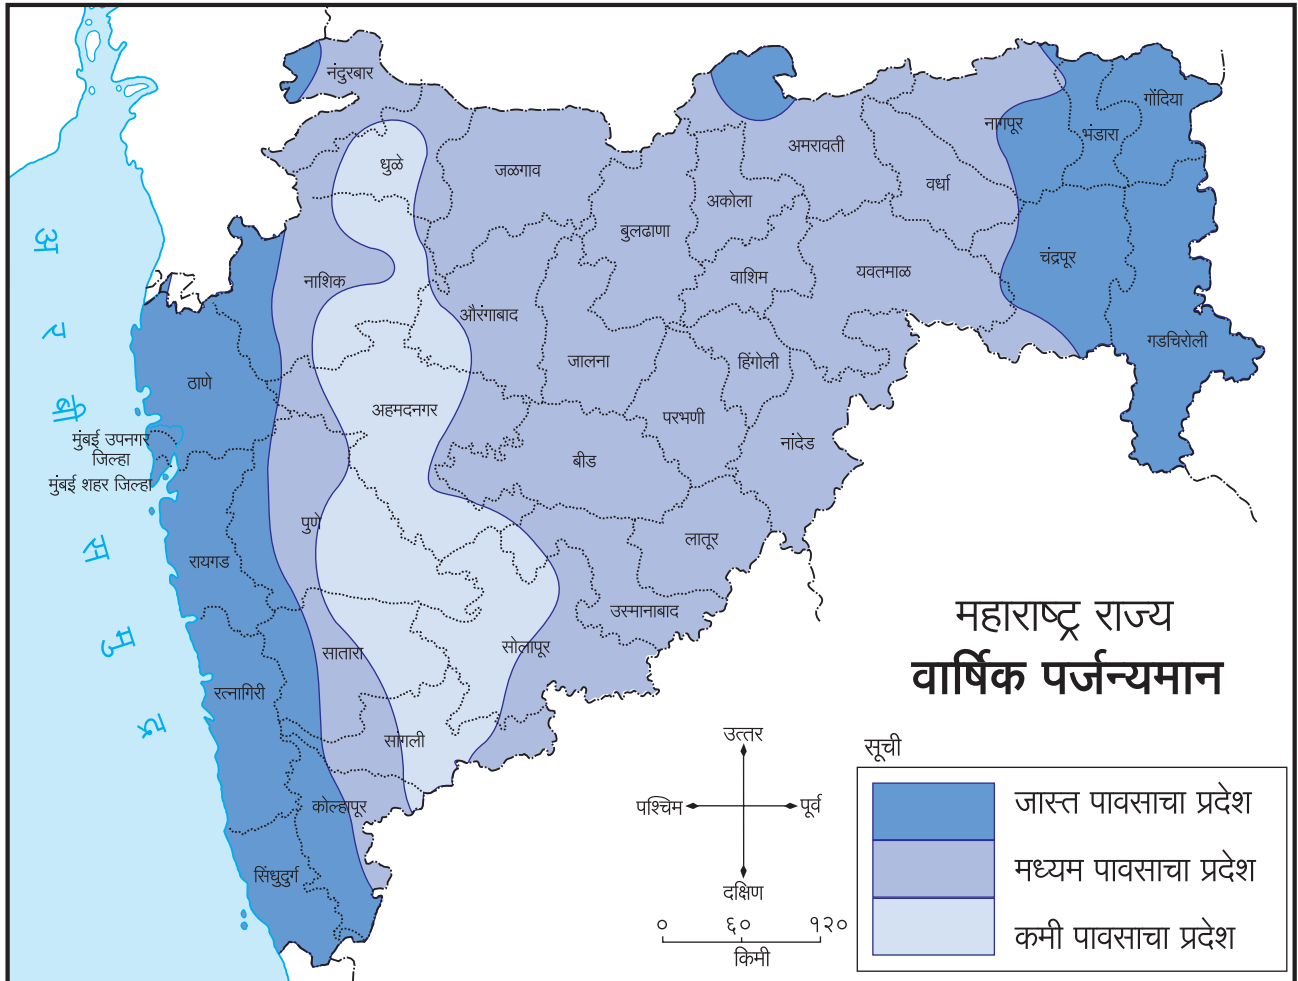 नंदुरबार
गोंदिया
नागपूर
भंडारा
अमरावती
धुळे
जळगाव
वर्धा
अकोला
बुलढाणा
चंद्रपूर
यवतमाळ
वाशिम
नाशिक
औरंगाबाद
गडचिरोली
जालना
हिंगोली
ठाणे
अहमदनगर
परभणी
नांदेड
मुंबई उपनगर
जिल्हा
बीड
मुंबई शहर जिल्हा
पुणे
लातूर
रायगड
उस्मानाबाद
सोलापूर
सातारा
रत्नागिरी
सांगली
कोल्हापूर
सिंधुदुर्ग
अ र बी स मु द्र
महाराष्ट्र राज्य
वार्षिक पर्जन्यमान
उत्तर
पश्चिम
पूर्व
दक्षिण
० ६० १२०
किमी
सूची
जास्त पावसाचा प्रदेश
मध्यम पावसाचा प्रदेश
कमी पावसाचा प्रदेश